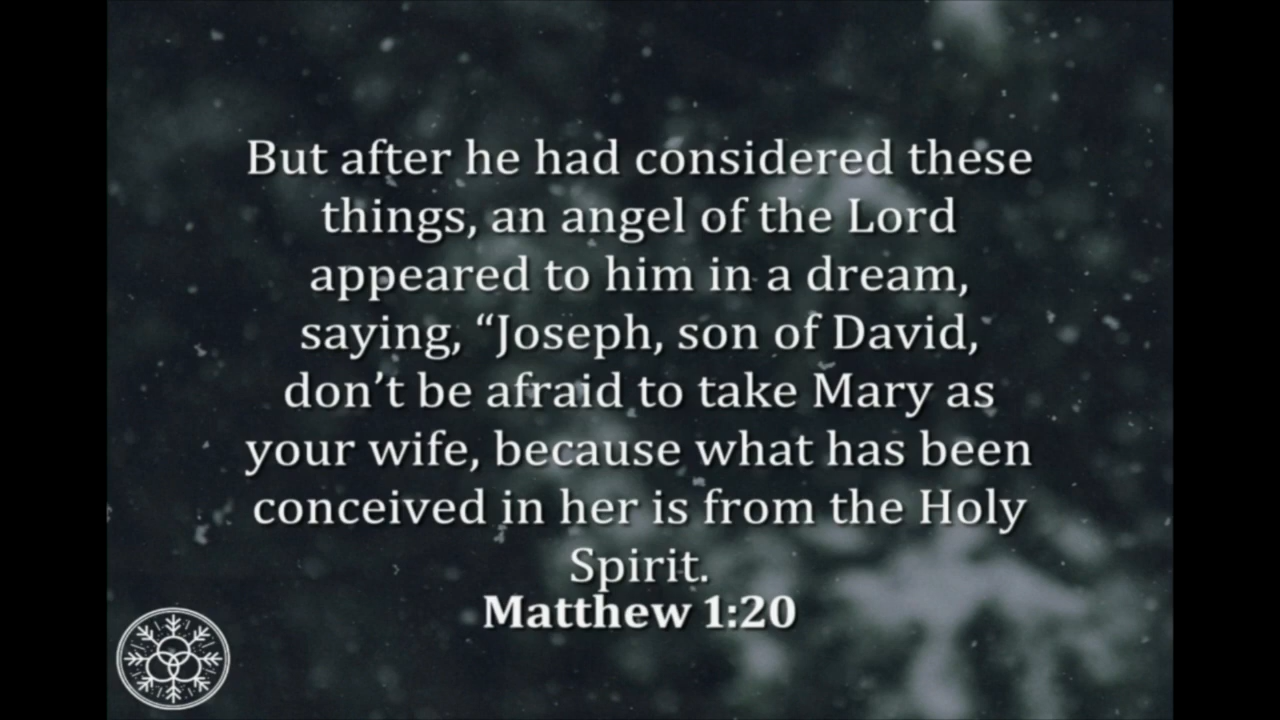 But after he had considered these
things, an angel of the Lord
appeared to him in a dream,
saying, “Joseph, son of David,
don’t be afraid to take Mary as
your wife, because what has been
conceived in her is from the Holy
Spirit.
Matthew 1:20